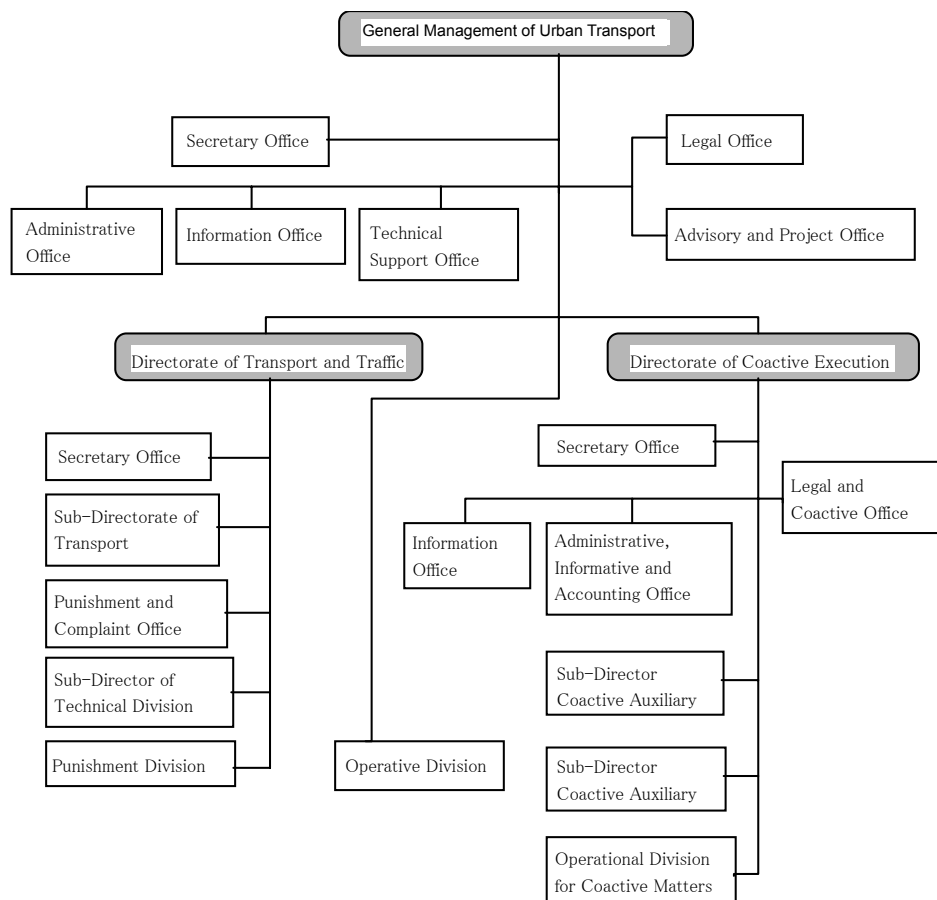 General Management of Urban Transport
Secretary Office
Legal Office
Administrative
Office
Information Office
Technical
Support Office
Advisory and Project Office
Directorate of Transport and Traffic
Directorate of Coactive Execution
Secretary Office
Sub-Directorate of
Transport
Punishment and
Complaint Office
Sub-Director of
Technical Division
Punishment Division
Operative Division
Secretary Office
Legal and
Coactive Office
Information
Office
Administrative,
Informative and
Accounting Office
Sub-Director
Coactive Auxiliary
Sub-Director
Coactive Auxiliary
Operational Division
for Coactive Matters